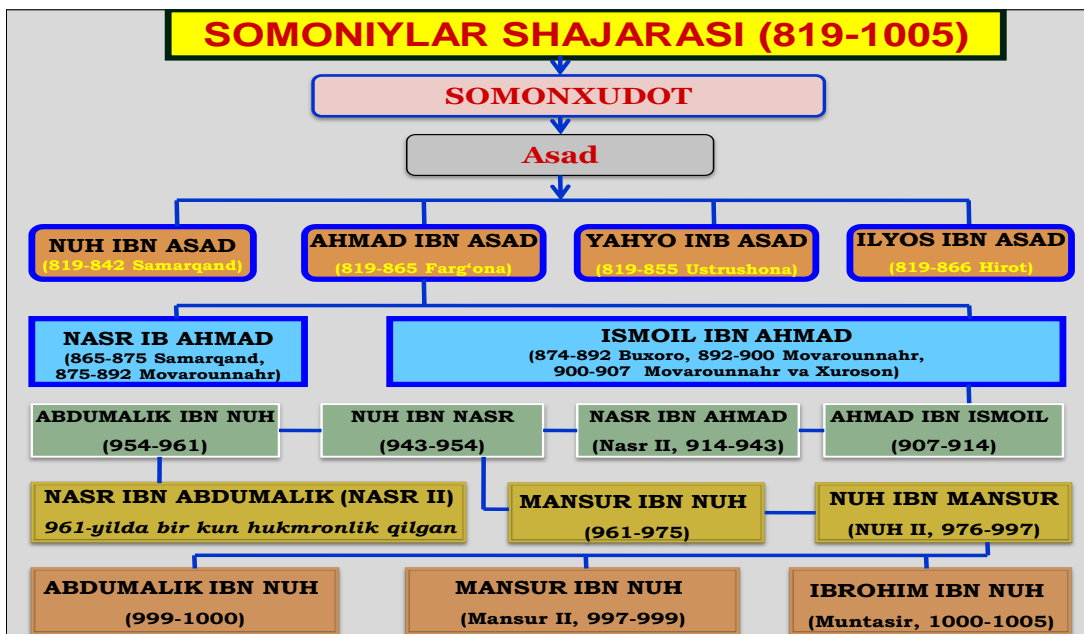 SOMONIYLAR SHAJARASI (819-1005)
SOMONXUDOT
Asad
NUH IBN ASAD
(819-842 Samarqand)
AHMAD IBN ASAD
(819-865 Farg‘ona)
YAHYO INB ASAD
(819-855 Ustrushona)
ILYOS IBN ASAD
(819-866 Hirot)
NASR IB AHMAD
(865-875 Samarqand,
875-892 Movarounnahr)
ISMOIL IBN AHMAD
(874-892 Buxoro, 892-900 Movarounnahr,
900-907 Movarounnahr va Xuroson)
ABDUMALIK IBN NUH
(954-961)
NUH IBN NASR
(943-954)
NASR IBN AHMAD
(Nasr II, 914-943)
AHMAD IBN ISMOIL
(907-914)
NASR IBN ABDUMALIK (NASR II)
961-yilda bir kun hukmronlik qilgan
MANSUR IBN NUH
(961-975)
NUH IBN MANSUR
(NUH II, 976-997)
ABDUMALIK IBN NUH
(999-1000)
MANSUR IBN NUH
(Mansur II, 997-999)
IBROHIM IBN NUH
(Muntasir, 1000-1005)